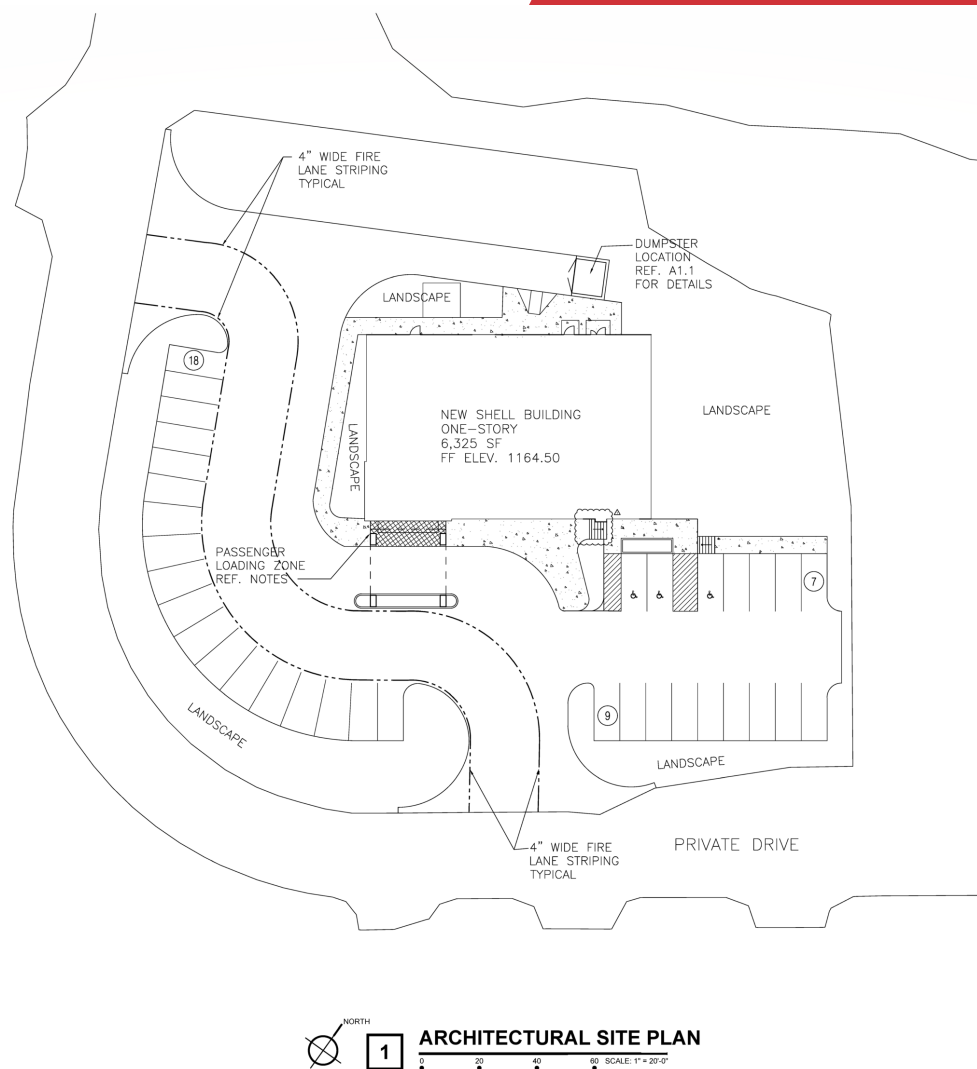 4" WIDE FIRE
LANE STRIPING
TYPICAL
DUMPSTER
LOCATION
REF. A1.1
FOR DETAILS
LANDSCAPE
18
NEW SHELL BUILDING
ONE-STORY
6,325 SF
FF ELEV. 1164.50
LANDSCAPE
LANDSCAPE
PASSENGER
LOADING ZONE
REF. NOTES
7
9
LANDSCAPE
LANDSCAPE
4" WIDE FIRE
LANE STRIPING
TYPICAL
PRIVATE DRIVE
NORTH
1
ARCHITECTURAL SITE PLAN
0 20 40 60 SCALE: 1" = 20'-0"